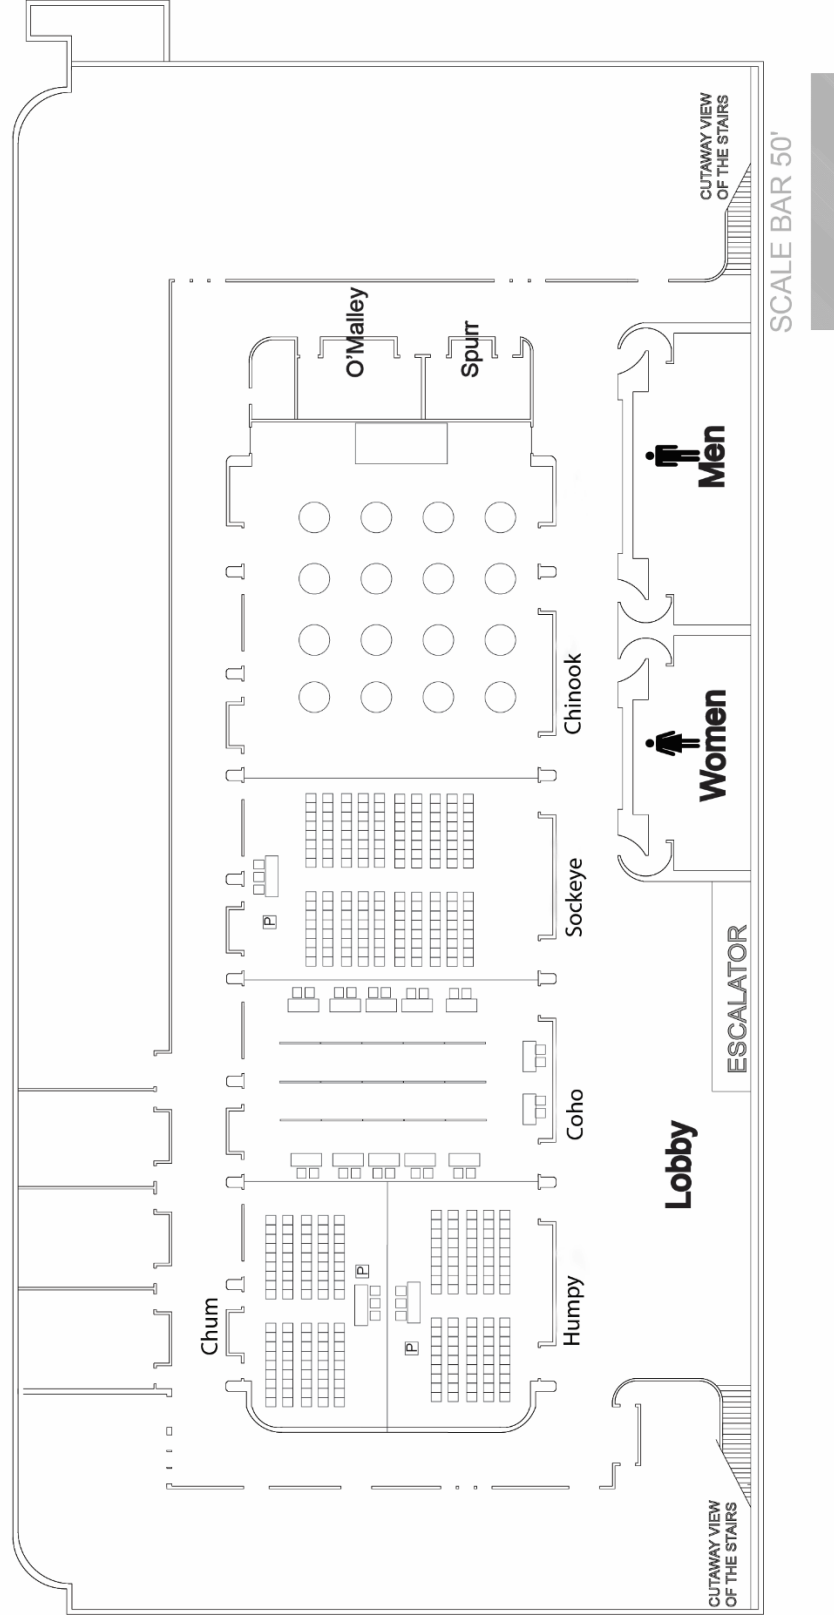 CUTAWAY VIEW
OF THE STAIRS
SCALE BAR 50'
O'Malley
Spurr
Men
Chinook
Women
Sockeye
P
ESCALATOR
Coho
Lobby
Chum
P
P
Humpy
CUTAWAY VIEW
OF THE STAIRS